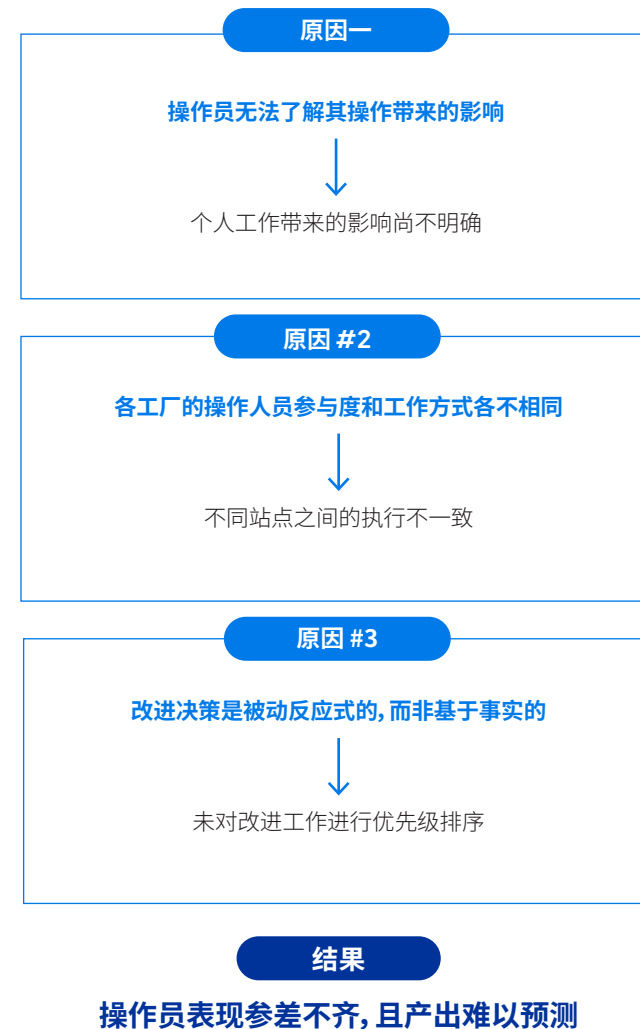 原因一
操作员无法了解其操作带来的影响
个人工作带来的影响尚不明确
原因 #2
各工厂的操作人员参与度和工作方式各不相同
不同站点之间的执行不一致
原因 #3
改进决策是被动反应式的，而非基于事实的
未对改进工作进行优先级排序
结果
操作员表现参差不齐，且产出难以预测